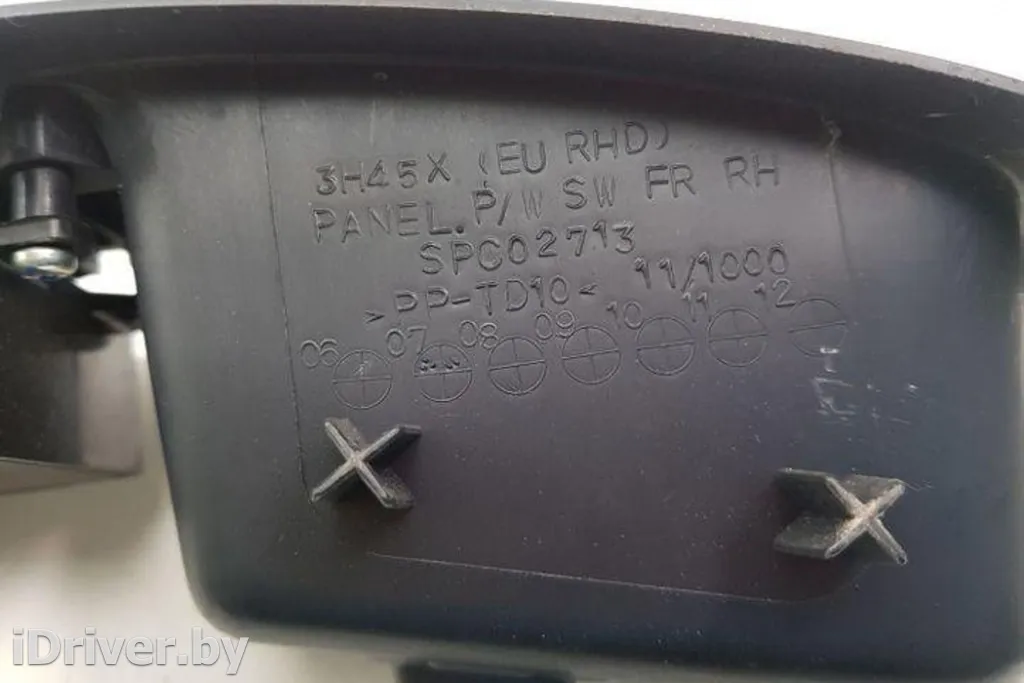 3H45X (EU RHD)
PANEL.P/W SW FR RH
SPC02713
>PP-TD10< 11/1000
06 07 08 09 10 11 12
iDriver.by